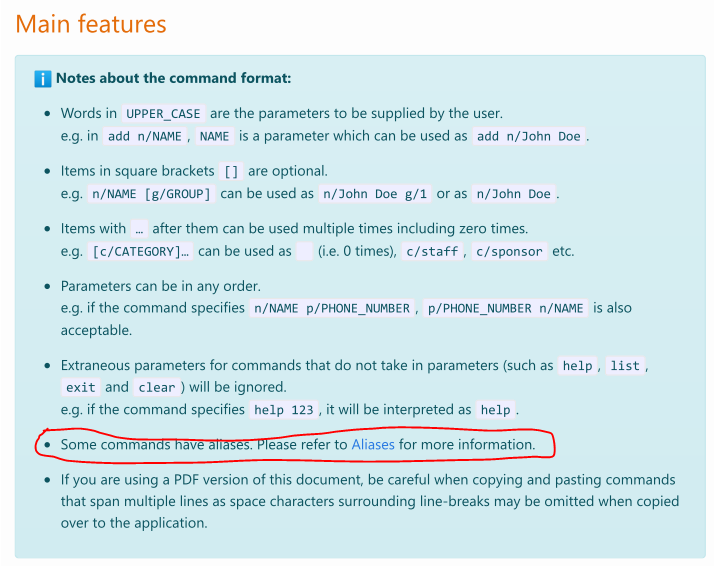 Main features
Notes about the command format:
Words in UPPER_CASE are the parameters to be supplied by the user.
e.g. in add n/NAME , NAME is a parameter which can be used as add n/John Doe .
Items in square brackets [] are optional.
e.g. n/NAME [g/GROUP] can be used as n/John Doe g/1 or as n/John Doe .
Items with … after them can be used multiple times including zero times.
e.g. [c/CATEGORY]… can be used as (i.e. 0 times), c/staff , c/sponsor etc.
Parameters can be in any order.
e.g. if the command specifies n/NAME p/PHONE_NUMBER , p/PHONE_NUMBER n/NAME is also
acceptable.
Extraneous parameters for commands that do not take in parameters (such as help , list ,
exit and clear ) will be ignored.
e.g. if the command specifies help 123 , it will be interpreted as help .
Some commands have aliases. Please refer to Aliases for more information.
If you are using a PDF version of this document, be careful when copying and pasting commands
that span multiple lines as space characters surrounding line-breaks may be omitted when copied
over to the application.